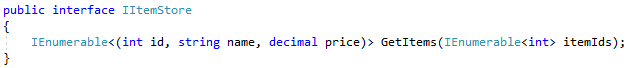 public interface IItemStore
{
    IEnumerable<(int id, string name, decimal price)> GetItems(IEnumerable<int> itemIds);
}